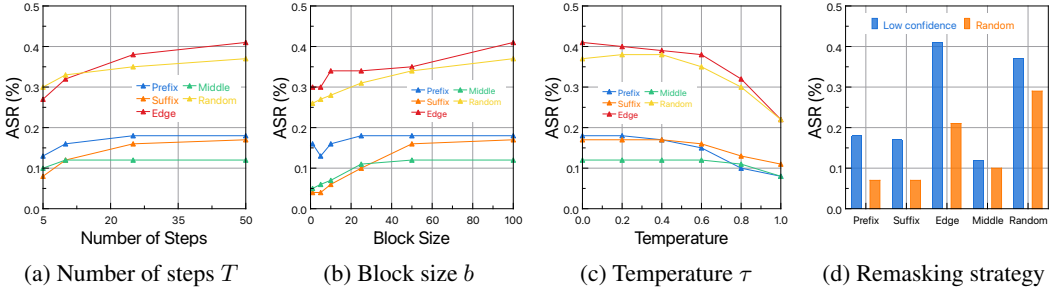 ASR (%)
0.5
0.4
0.3
0.2
0.1
0.0
Prefix
Suffix
Edge
Middle
Random
5 20 35 50
Number of Steps
(a) Number of steps T
ASR (%)
0.5
0.4
0.3
0.2
0.1
0.0
Prefix
Suffix
Edge
Middle
Random
0 20 40 60 80 100
Block Size
(b) Block size b
ASR (%)
0.5
0.4
0.3
0.2
0.1
0.0
Prefix
Suffix
Edge
Middle
Random
0.0 0.2 0.4 0.6 0.8 1.0
Temperature
(c) Temperature τ
ASR (%)
0.5
0.4
0.3
0.2
0.1
0.0
Low confidence Random
Prefix Suffix Edge Middle Random
(d) Remasking strategy